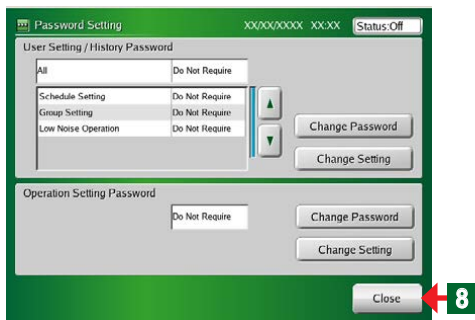 Password Setting XX/XX/XXXX XX:XX Status:Off
User Setting / History Password
All Do Not Require
Schedule Setting Do Not Require
Group Setting Do Not Require
Low Noise Operation Do Not Require
Change Password
Change Setting
Operation Setting Password
Do Not Require Change Password
Change Setting
Close 8